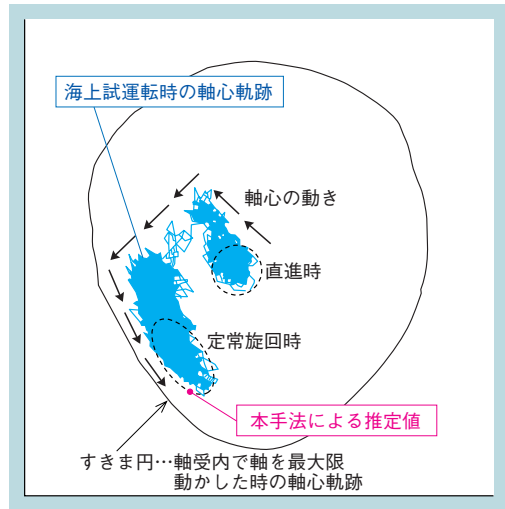 海上試運転時の軸心軌跡
軸心の動き
直進時
定常旋回時
本手法による推定値
すきま円…軸受内で軸を最大限
動かした時の軸心軌跡